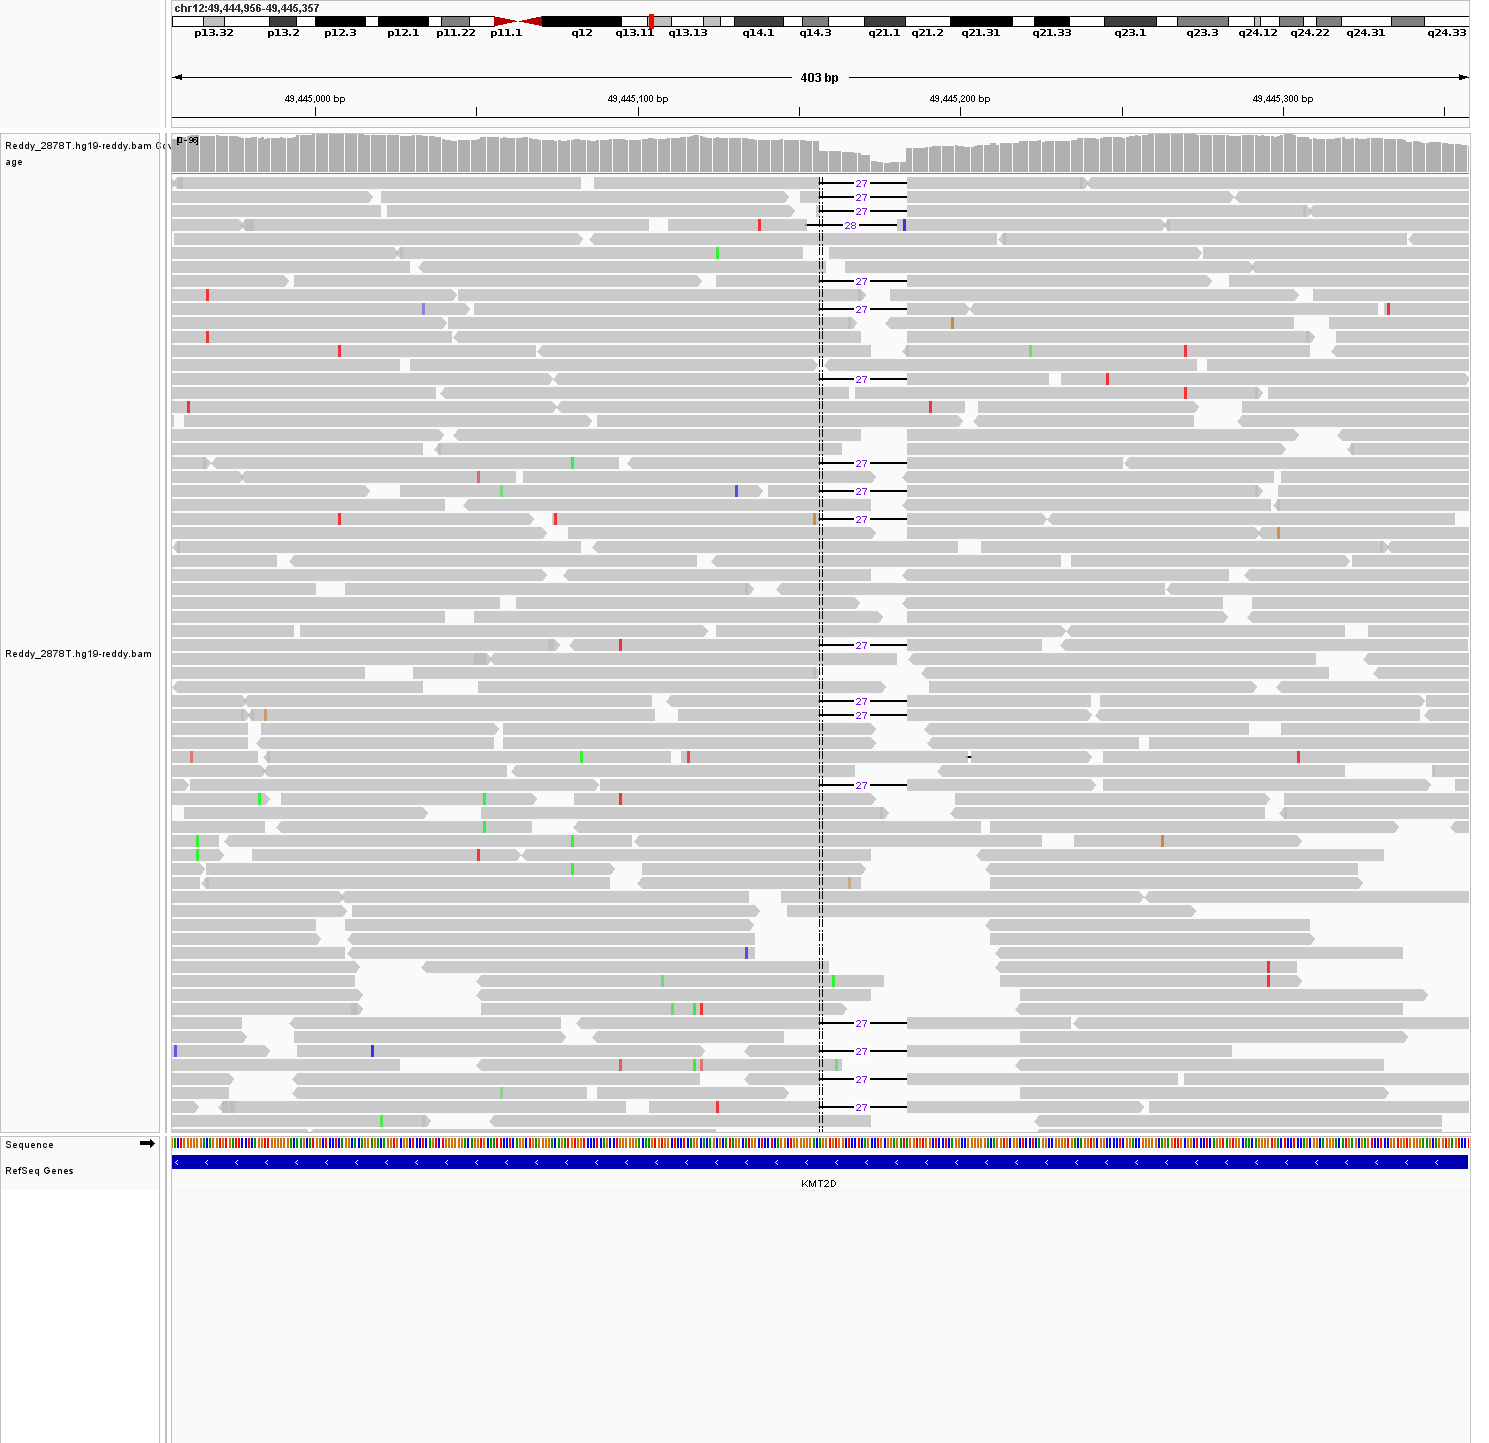 chr12:49,444,956-49,445,357
p13.32 p13.2 p12.3 p12.1 p11.22 p11.1 q12 q13.11 q13.13 q14.1 q14.3 q21.1 q21.2 q21.31 q21.33 q23.1 q23.3 q24.12 q24.22 q24.31 q24.33
403 bp
49,445,000 bp 49,445,100 bp 49,445,200 bp 49,445,300 bp
Reddy_2878T.hg19-reddy.bam Cov
age
27
27
27
28
27
27
27
27
27
27
27
Reddy_2878T.hg19-reddy.bam
27
27
27
27
27
27
27
Sequence
RefSeq Genes
KMT2D